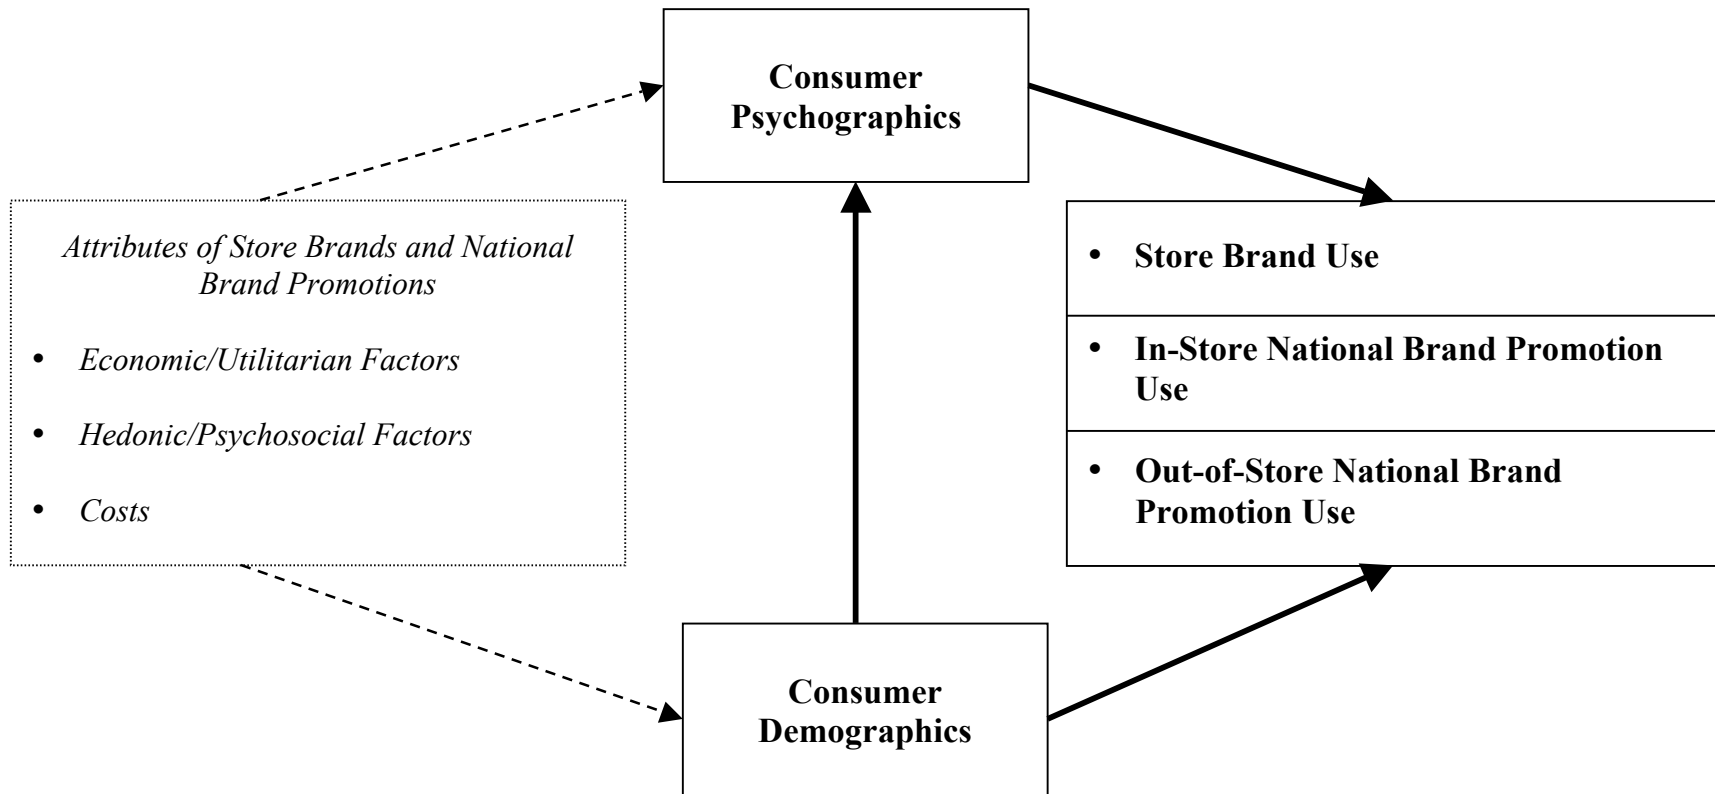 Consumer
Psychographics
Attributes of Store Brands and National
Brand Promotions
• Economic/Utilitarian Factors
• Hedonic/Psychosocial Factors
• Costs
• Store Brand Use
• In-Store National Brand Promotion
Use
• Out-of-Store National Brand
Promotion Use
Consumer
Demographics